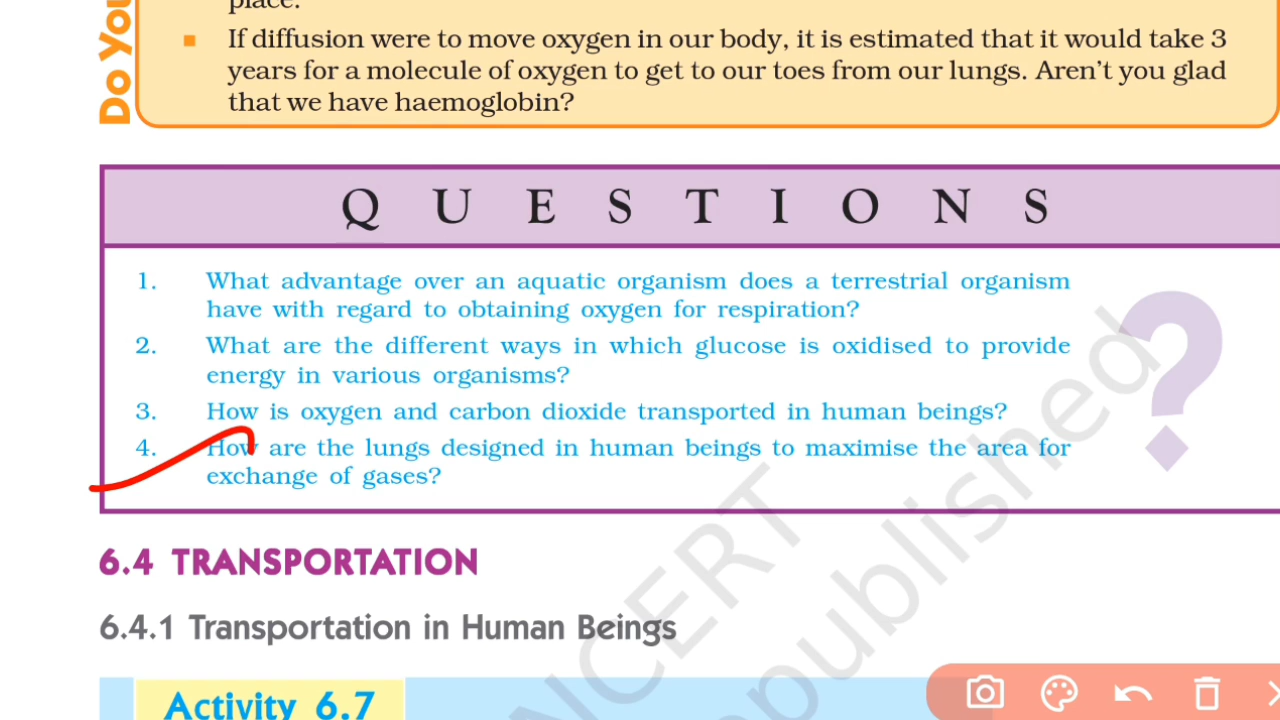 place.
Do You
■ If diffusion were to move oxygen in our body, it is estimated that it would take 3
years for a molecule of oxygen to get to our toes from our lungs. Aren't you glad
that we have haemoglobin?
QUESTIONS
1. What advantage over an aquatic organism does a terrestrial organism
have with regard to obtaining oxygen for respiration?
2. What are the different ways in which glucose is oxidised to provide
energy in various organisms?
3. How is oxygen and carbon dioxide transported in human beings?
4. How are the lungs designed in human beings to maximise the area for
exchange of gases?
?
6.4 TRANSPORTATION
6.4.1 Transportation in Human Beings
Activity 6.7
NCERT
republished